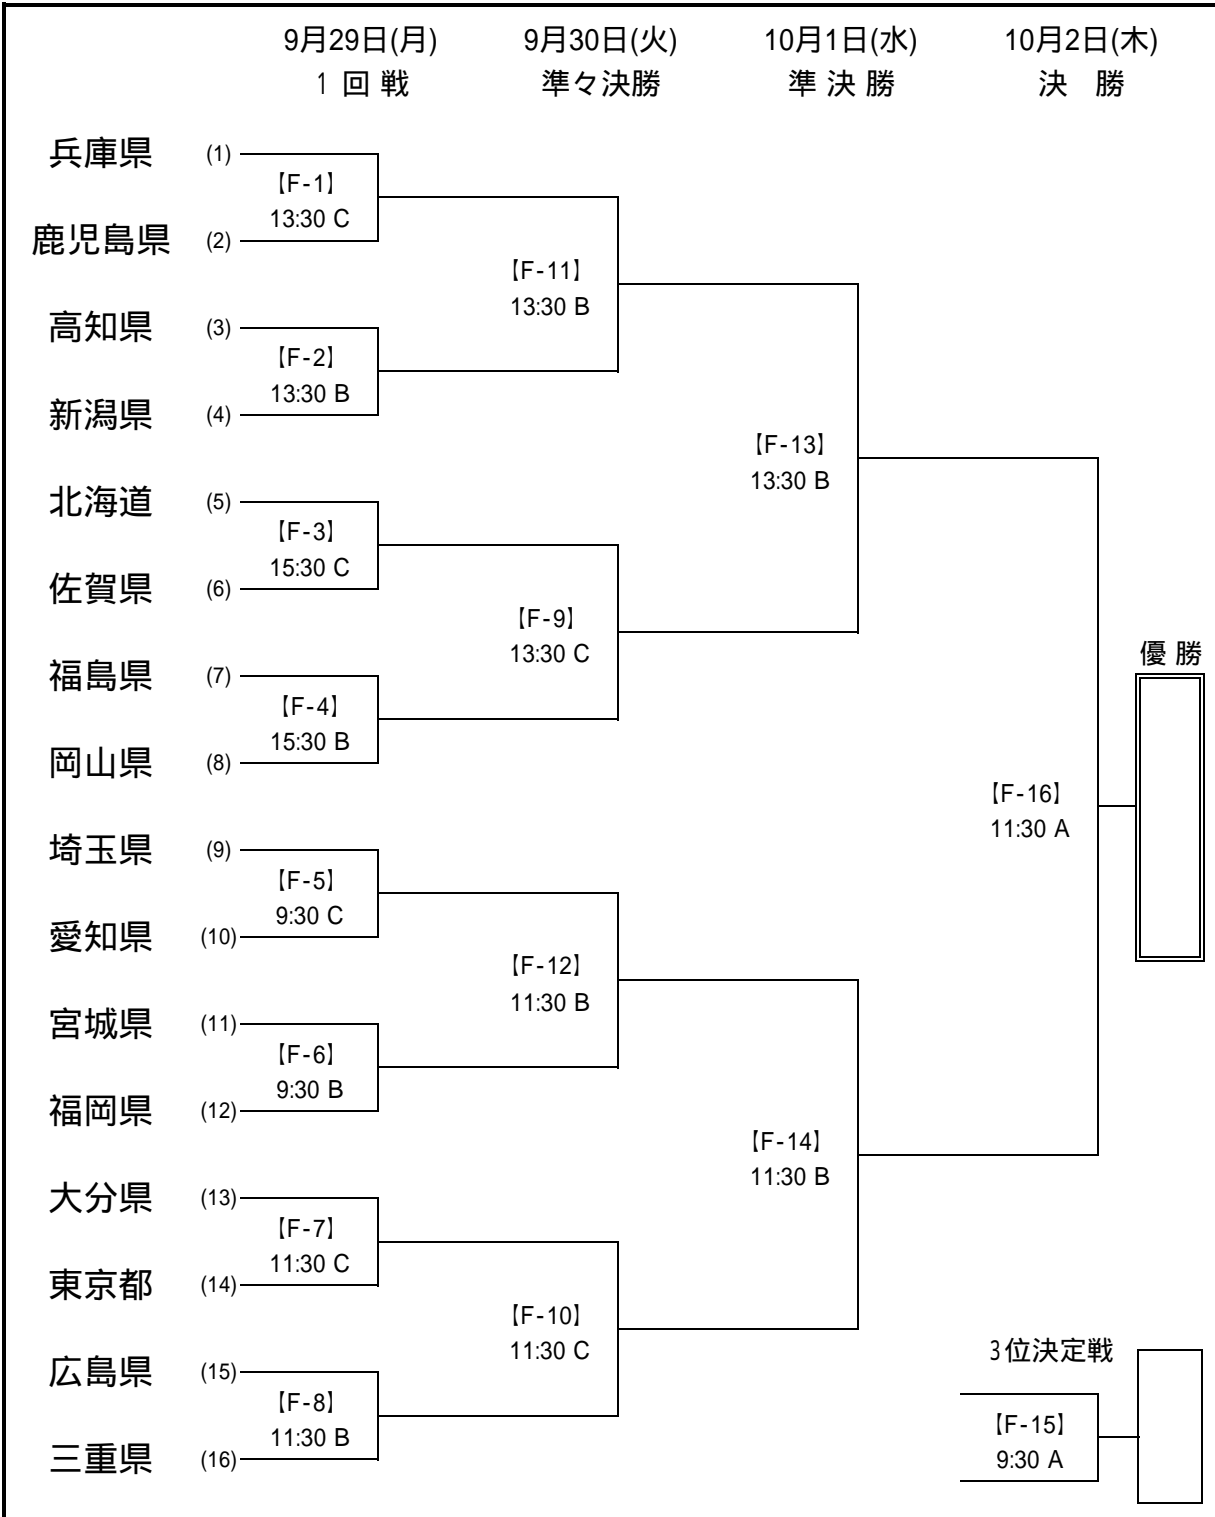 9月29日(月) 9月30日(火) 10月1日(水) 10月2日(木)
1 回 戦 準々決勝 準 決 勝 決 勝
兵庫県 (1)
【F-1】
13:30 C
鹿児島県 (2)
【F-11】
13:30 B
高知県 (3)
【F-2】
13:30 B
新潟県 (4)
【F-13】
13:30 B
北海道 (5)
【F-3】
15:30 C
佐賀県 (6)
【F-9】
13:30 C
優 勝
福島県 (7)
【F-4】
15:30 B
岡山県 (8)
【F-16】
11:30 A
埼玉県 (9)
【F-5】
9:30 C
愛知県 (10)
【F-12】
11:30 B
宮城県 (11)
【F-6】
9:30 B
福岡県 (12)
【F-14】
11:30 B
大分県 (13)
【F-7】
11:30 C
東京都 (14)
【F-10】
11:30 C
3位決定戦
広島県 (15)
【F-8】
11:30 B
【F-15】
9:30 A
三重県 (16)